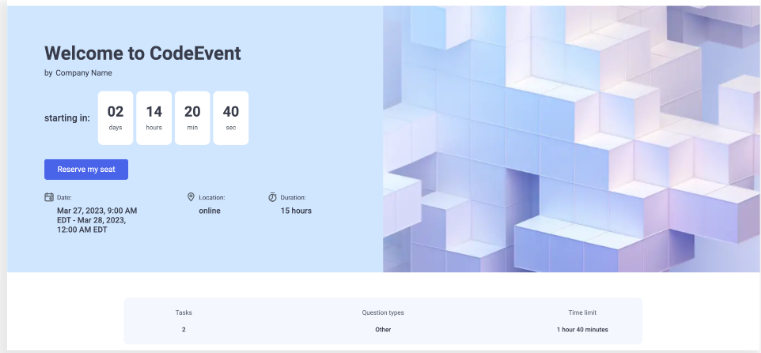 Welcome to CodeEvent
by Company Name
starting in:
02 14 20 40
days hours min sec
Reserve my seat
Date: Location: Duration:
Mar 27, 2023, 9:00 AM online 15 hours
EDT - Mar 28, 2023,
12:00 AM EDT
Tasks Question types Time limit
2 Other 1 hour 40 minutes